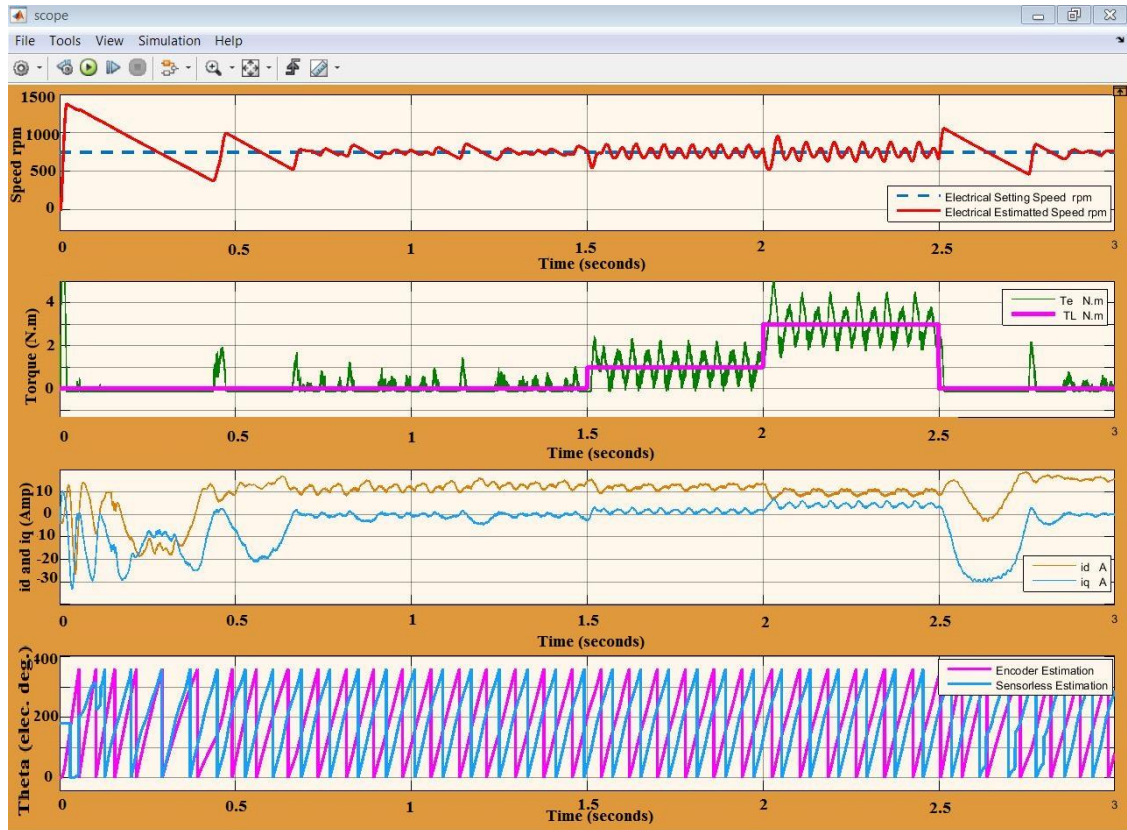 scope
File Tools View Simulation Help
1500
1000
500
0
Speed rpm
Electrical Setting Speed rpm
Electrical Estimatted Speed rpm
0 0.5 1 1.5 2 2.5 3
Time (seconds)
4
2
0
Torque (N.m)
Te N.m
TL N.m
0 0.5 1 1.5 2 2.5 3
Time (seconds)
10
0
10
-20
-30
id and iq (Amp)
id A
iq A
0 0.5 1 1.5 2 2.5 3
Time (seconds)
400
200
0
Theta (elec. deg.)
Encoder Estimation
Sensorless Estimation
0 0.5 1 1.5 2 2.5 3
Time (seconds)